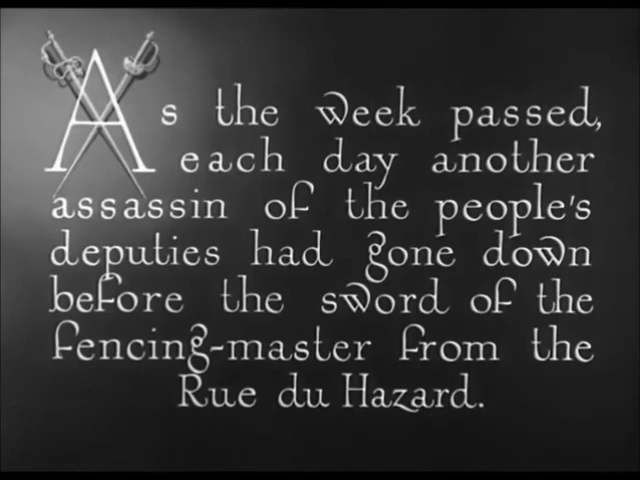 As the week passed,
each day another
assassin of the people's
deputies had gone down
before the sword of the
fencing-master from the
Rue du Hazard.